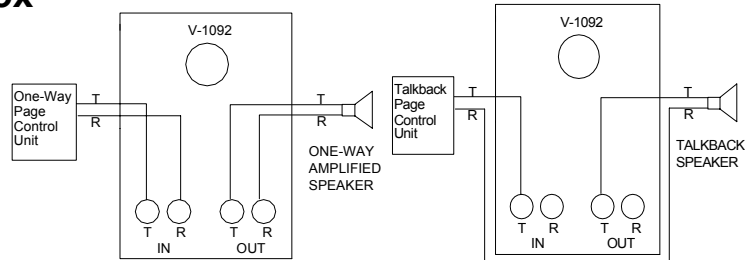 V-1092
One-Way
Page
Control
Unit
T
R
T
R
ONE-WAY
AMPLIFIED
SPEAKER
T R T R
IN OUT
V-1092
Talkback
Page
Control
Unit
T
R
T
R
TALKBACK
SPEAKER
T R T R
IN OUT